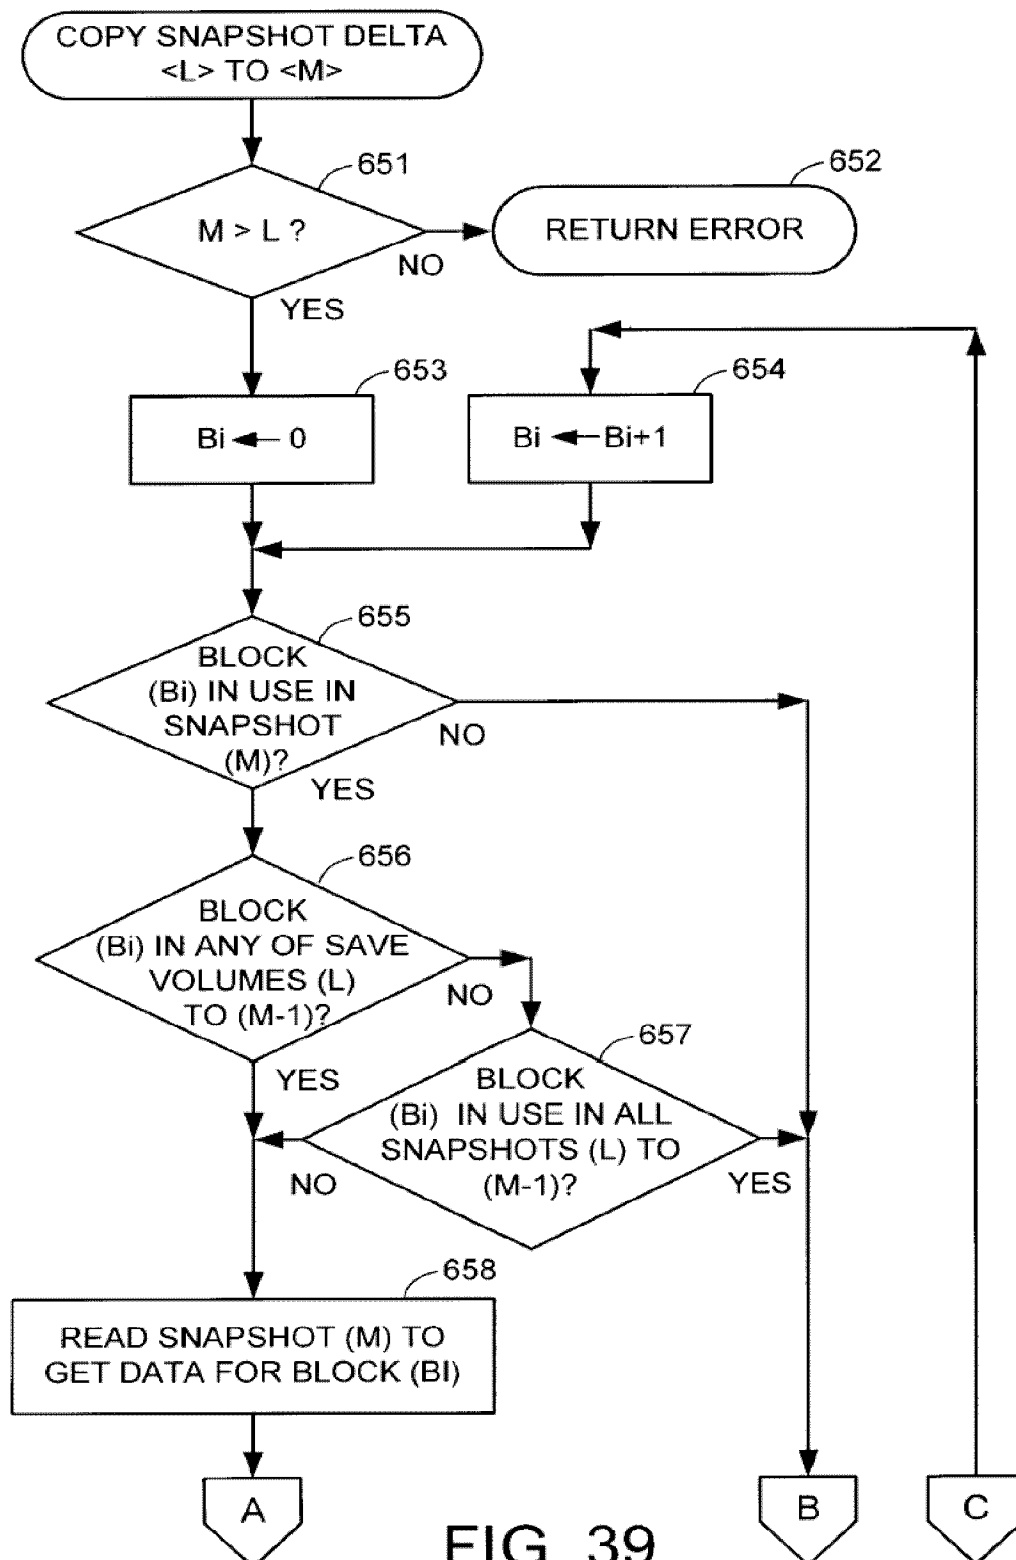 COPY SNAPSHOT DELTA
<L> TO <M>
651
M > L ?
NO
YES
652
RETURN ERROR
653
Bi ← 0
654
Bi ← Bi+1
655
BLOCK
(Bi) IN USE IN
SNAPSHOT
(M)?
NO
YES
656
BLOCK
(Bi) IN ANY OF SAVE
VOLUMES (L)
TO (M-1)?
NO
YES
657
BLOCK
(Bi) IN USE IN ALL
SNAPSHOTS (L) TO
(M-1)?
NO
YES
658
READ SNAPSHOT (M) TO
GET DATA FOR BLOCK (BI)
A
B
C
FIG. 39